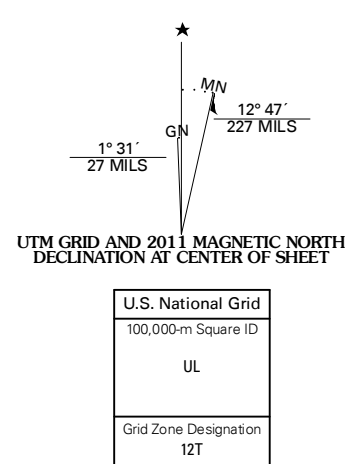 MN
12° 47´
227 MILS
GN
1° 31´
27 MILS
UTM GRID AND 2011 MAGNETIC NORTH
DECLINATION AT CENTER OF SHEET
U.S. National Grid
100,000-m Square ID
UL
Grid Zone Designation
12T